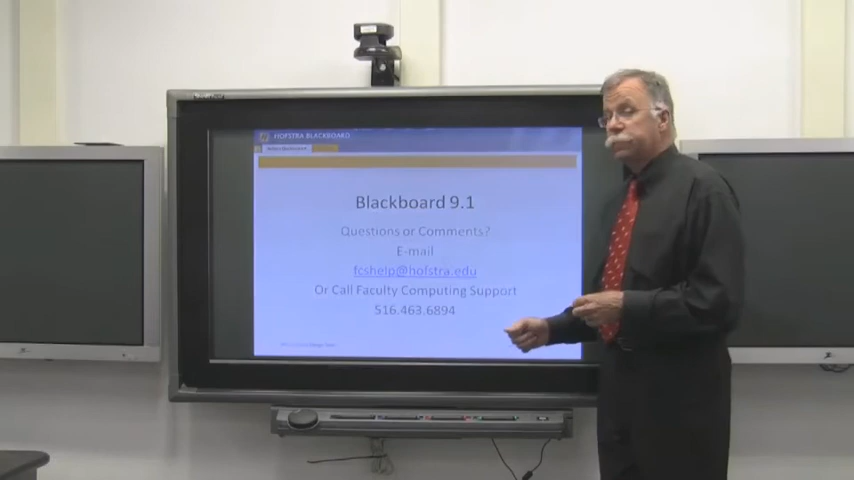 HOFSTRA BLACKBOARD
Blackboard 9.1
Questions or Comments?
E-mail
fcshelp@hofstra.edu
Or Call Faculty Computing Support
516.463.6894